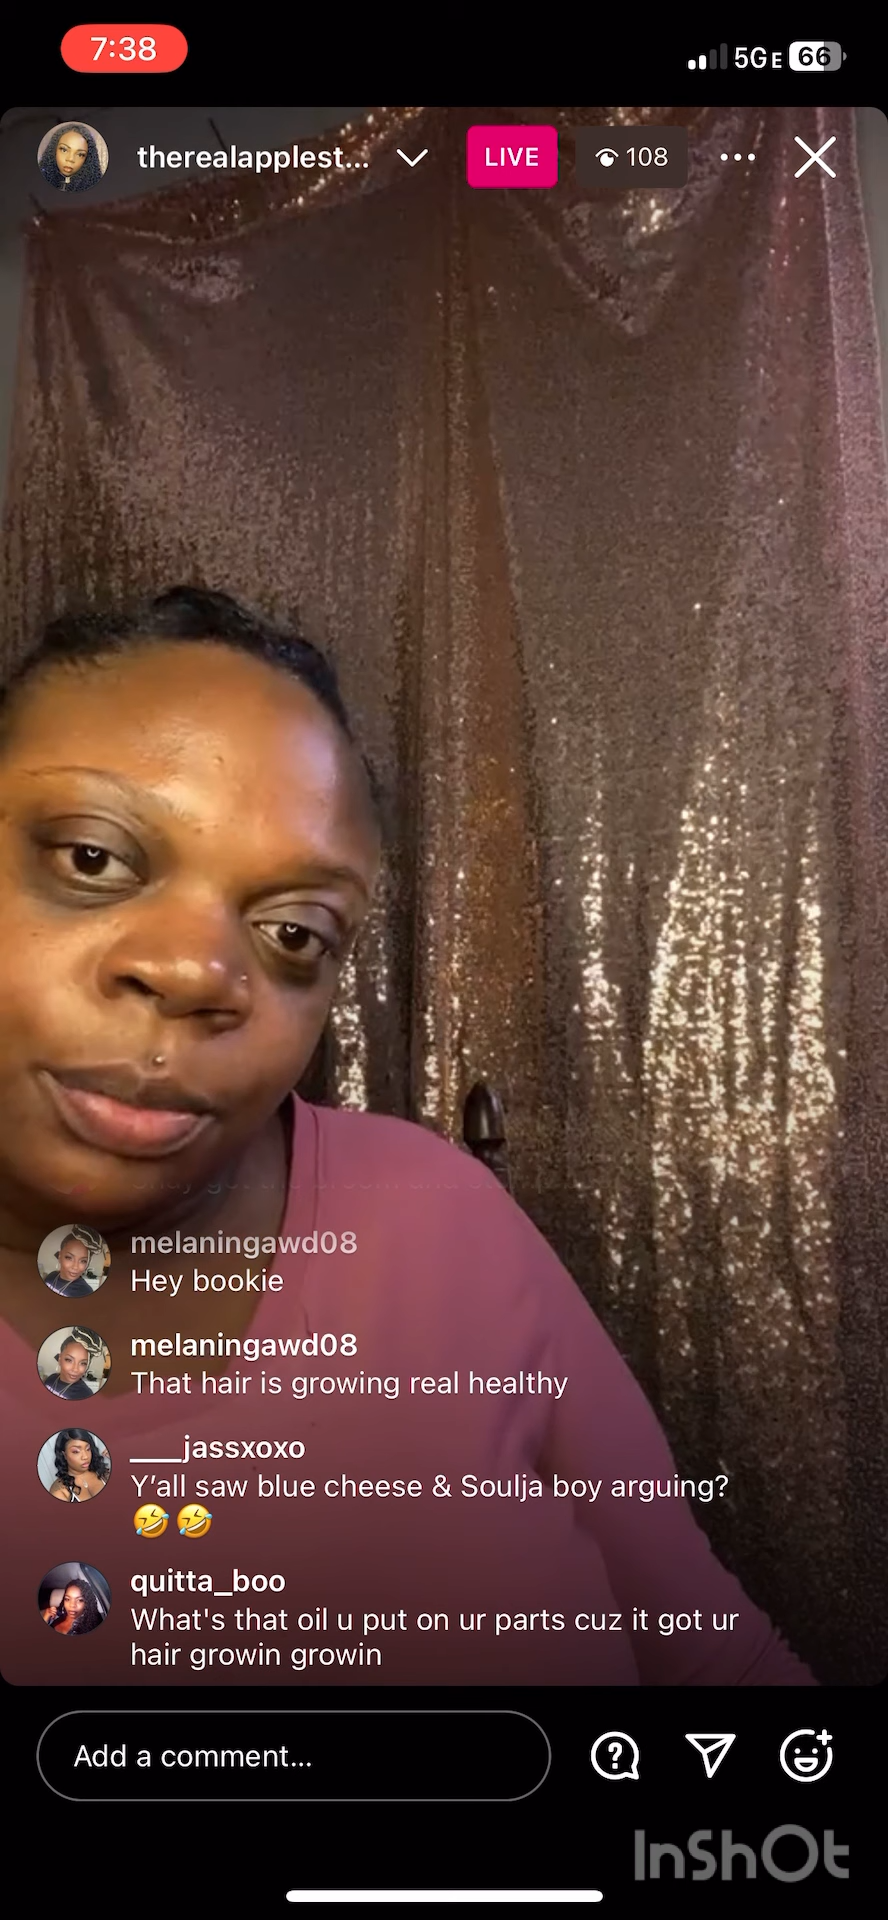 7:38
5GE 66
therealapplest...
LIVE
108
melaningawd08
Hey bookie
melaningawd08
That hair is growing real healthy
___jassxoxo
Y’all saw blue cheese & Soulja boy arguing?
🤣🤣
quitta_boo
What's that oil u put on ur parts cuz it got ur
hair growin growin
Add a comment...
InShOt